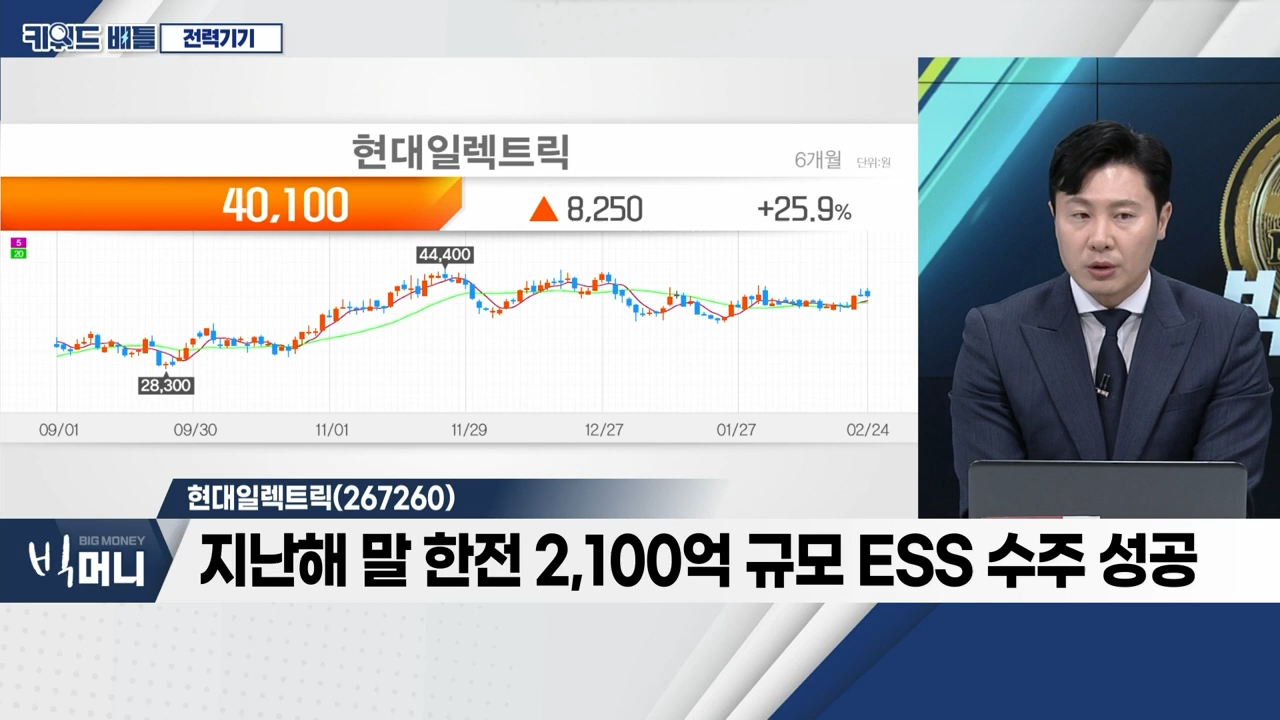 키워드 배틀 전력기기
현대일렉트릭
6개월 단위:원
40,100 ▲ 8,250 +25.9%
5
20
44,400
28,300
09/01 09/30 11/01 11/29 12/27 01/27 02/24
현대일렉트릭(267260)
BIG MONEY
빅머니
지난해 말 한전 2,100억 규모 ESS 수주 성공